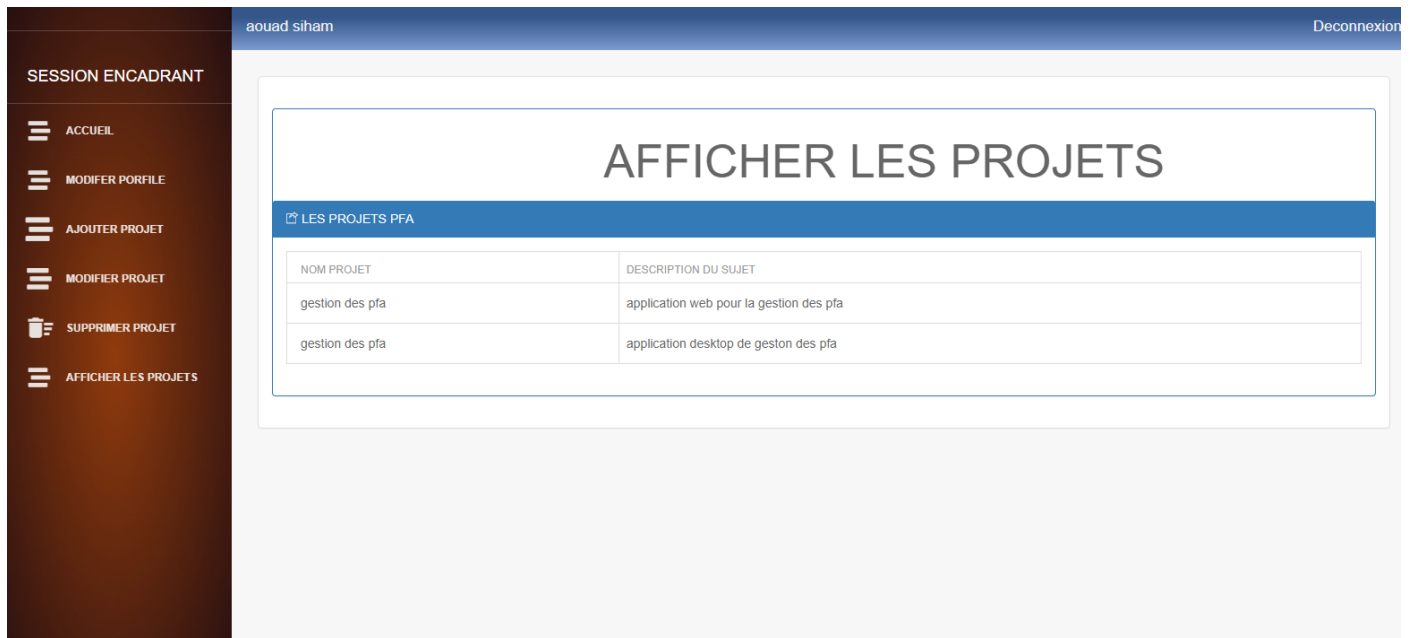 aouad siham Deconnexion
SESSION ENCADRANT
ACCUEIL
MODIFER PORFILE
AJOUTER PROJET
MODIFIER PROJET
SUPPRIMER PROJET
AFFICHER LES PROJETS
AFFICHER LES PROJETS
LES PROJETS PFA
NOM PROJET DESCRIPTION DU SUJET
gestion des pfa application web pour la gestion des pfa
gestion des pfa application desktop de geston des pfa